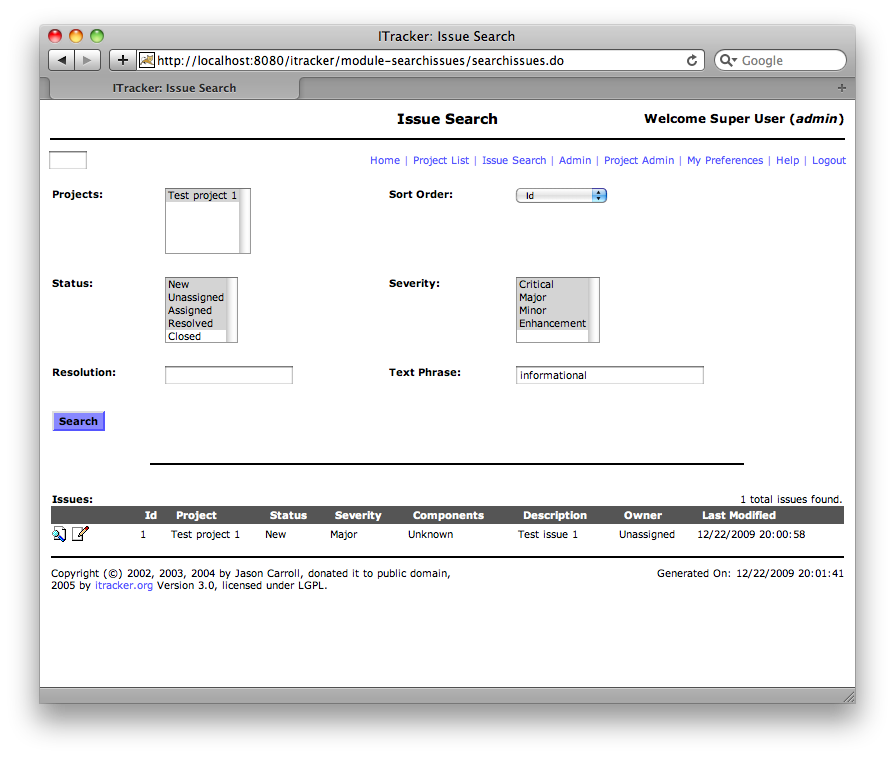 ITracker: Issue Search
http://localhost:8080/itracker/module-searchissues/searchissues.do
Google
ITracker: Issue Search
Issue Search
Welcome Super User (admin)
Home | Project List | Issue Search | Admin | Project Admin | My Preferences | Help | Logout
Projects: Test project 1 Sort Order: Id
Status: New Severity: Critical
Unassigned Major
Assigned Minor
Resolved Enhancement
Closed
Resolution: Text Phrase: informational
Search
Issues: 1 total issues found.
Id Project Status Severity Components Description Owner Last Modified
1 Test project 1 New Major Unknown Test issue 1 Unassigned 12/22/2009 20:00:58
Copyright (©) 2002, 2003, 2004 by Jason Carroll, donated it to public domain, Generated On: 12/22/2009 20:01:41
2005 by itracker.org Version 3.0, licensed under LGPL.